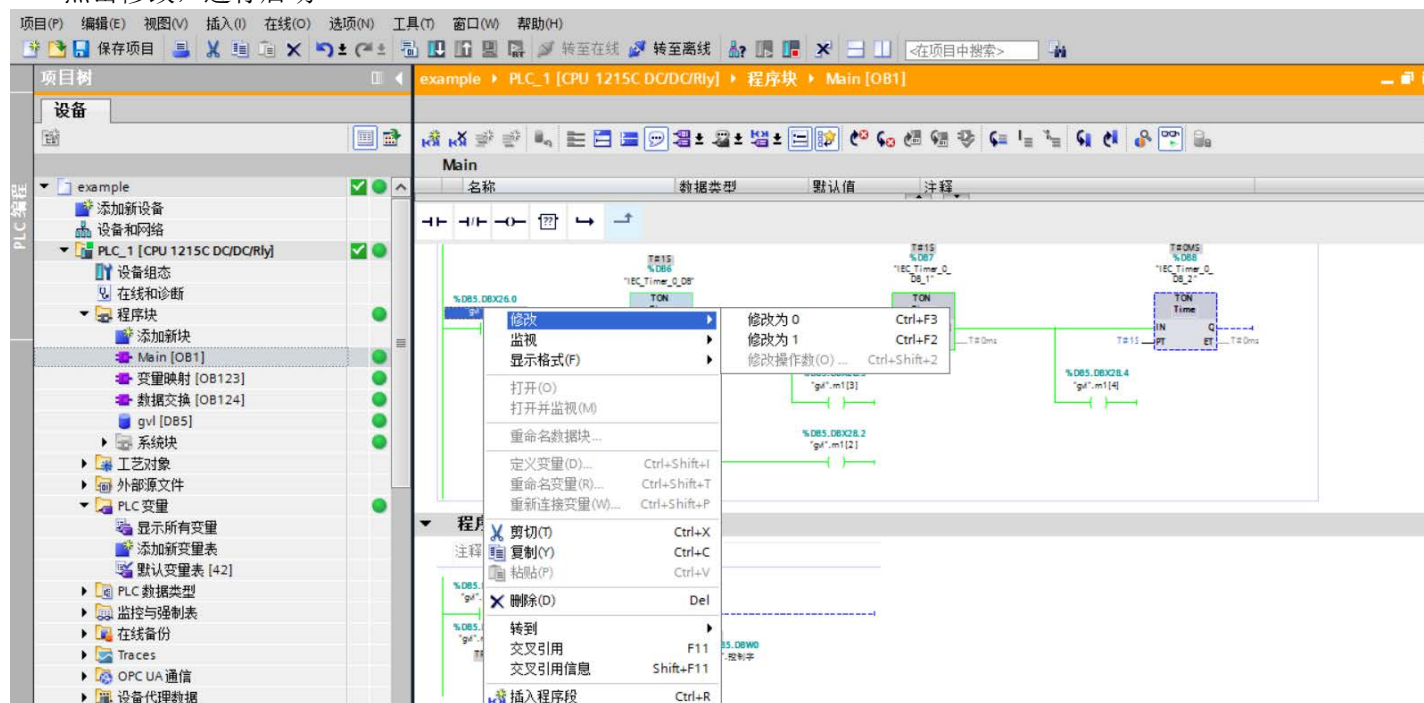 项目(P) 编辑(E) 视图(V) 插入(I) 在线(O) 选项(N) 工具(T) 窗口(W) 帮助(H)
保存项目 转至在线 转至离线 <在项目中搜索>
项目树
example ▸ PLC_1 [CPU 1215C DC/DC/Rly] ▸ 程序块 ▸ Main [OB1]
设备
Main
名称 数据类型 默认值 注释
PLC 编程
example
添加新设备
设备和网络
PLC_1 [CPU 1215C DC/DC/Rly]
设备组态
在线和诊断
程序块
添加新块
Main [OB1]
变量映射 [OB123]
数据交换 [OB124]
gvl [DB5]
系统块
工艺对象
外部源文件
PLC 变量
显示所有变量
添加新变量表
默认变量表 [42]
PLC 数据类型
监控与强制表
在线备份
Traces
OPC UA 通信
设备代理数据
T#1S
%DB6
"IEC_Timer_0_DB"
TON
T#1S
%DB7
"IEC_Timer_0_
DB_1"
TON
T#0MS
%DB8
"IEC_Timer_0_
DB_2"
TON
Time
IN Q
T#1S PT ET T#0ms
T#0ms
%DB5.DBX26.0
"gvl".m1[3]
%DB5.DBX28.4
"gvl".m1[4]
%DB5.DBX28.2
"gvl".m1[2]
修改
监视
显示格式(F)
打开(O)
打开并监视(M)
重命名数据块...
定义变量(D)... Ctrl+Shift+I
重命名变量(R)... Ctrl+Shift+T
重新连接变量(W)... Ctrl+Shift+P
剪切(T) Ctrl+X
复制(Y) Ctrl+C
粘贴(P) Ctrl+V
删除(D) Del
转到
交叉引用 F11
交叉引用信息 Shift+F11
插入程序段 Ctrl+R
修改为 0 Ctrl+F3
修改为 1 Ctrl+F2
修改操作数(O) ... Ctrl+Shift+2
注释